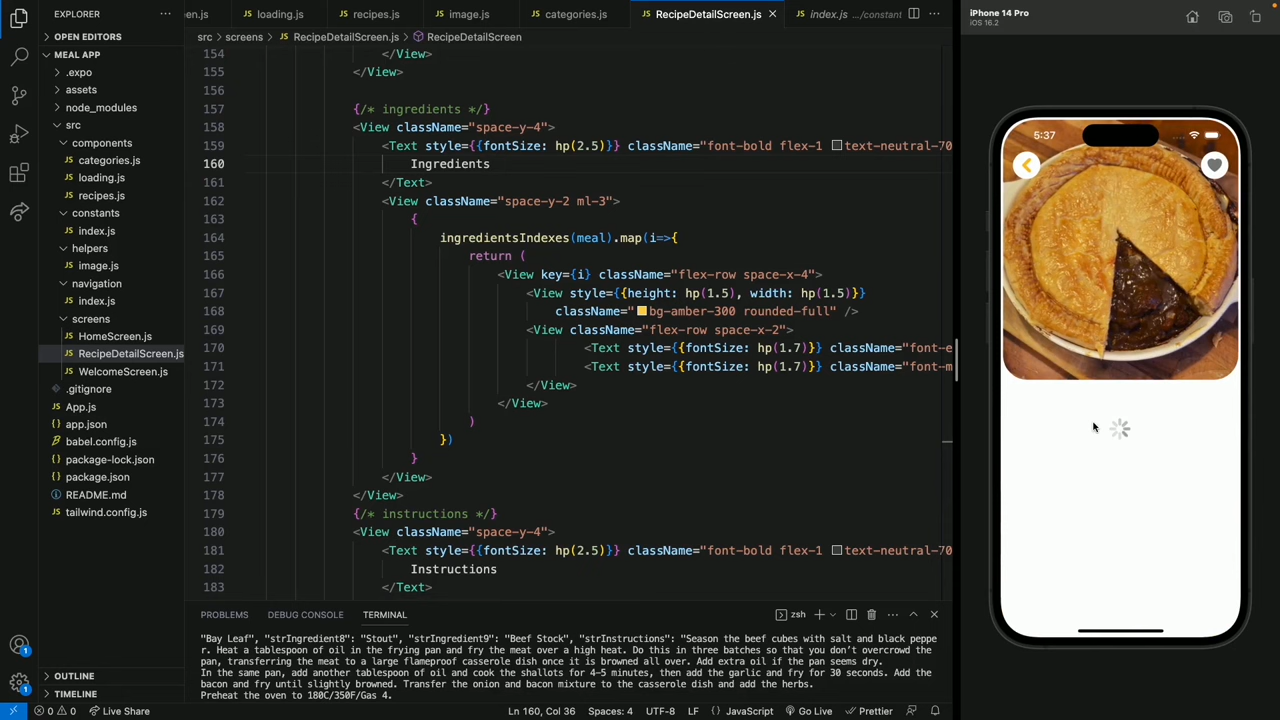 EXPLORER
OPEN EDITORS
MEAL APP
.expo
assets
node_modules
src
components
categories.js
loading.js
recipes.js
constants
index.js
helpers
image.js
navigation
index.js
screens
HomeScreen.js
RecipeDetailScreen.js
WelcomeScreen.js
.gitignore
App.js
app.json
babel.config.js
package-lock.json
package.json
README.md
tailwind.config.js
OUTLINE
TIMELINE
en.js loading.js recipes.js image.js categories.js RecipeDetailScreen.js index.js .../constant
src > screens > RecipeDetailScreen.js > RecipeDetailScreen
154 </View>
155 </View>
156
157 {/* ingredients */}
158 <View className="space-y-4">
159 <Text style={{fontSize: hp(2.5)}} className="font-bold flex-1 text-neutral-70
160 Ingredients
161 </Text>
162 <View className="space-y-2 ml-3">
163 {
164 ingredientsIndexes(meal).map(i=>{
165 return (
166 <View key={i} className="flex-row space-x-4">
167 <View style={{height: hp(1.5), width: hp(1.5)}}
168 className="bg-amber-300 rounded-full" />
169 <View className="flex-row space-x-2">
170 <Text style={{fontSize: hp(1.7)}} className="font-e
171 <Text style={{fontSize: hp(1.7)}} className="font-m
172 </View>
173 </View>
174 )
175 })
176 }
177 </View>
178 </View>
179 {/* instructions */}
180 <View className="space-y-4">
181 <Text style={{fontSize: hp(2.5)}} className="font-bold flex-1 text-neutral-70
182 Instructions
183 </Text>
PROBLEMS DEBUG CONSOLE TERMINAL zsh
"Bay Leaf", "strIngredient8": "Stout", "strIngredient9": "Beef Stock", "strInstructions": "Season the beef cubes with salt and black peppe
r. Heat a tablespoon of oil in the frying pan and fry the meat over a high heat. Do this in three batches so that you don’t overcrowd the
pan, transferring the meat to a large flameproof casserole dish once it is browned all over. Add extra oil if the pan seems dry.
In the same pan, add another tablespoon of oil and cook the shallots for 4–5 minutes, then add the garlic and fry for 30 seconds. Add the
bacon and fry until slightly browned. Transfer the onion and bacon mixture to the casserole dish and add the herbs.
Preheat the oven to 180C/350F/Gas 4.
0 0 Live Share Ln 160, Col 36 Spaces: 4 UTF-8 LF {} JavaScript Go Live Prettier
1
1
iPhone 14 Pro
iOS 16.2
5:37